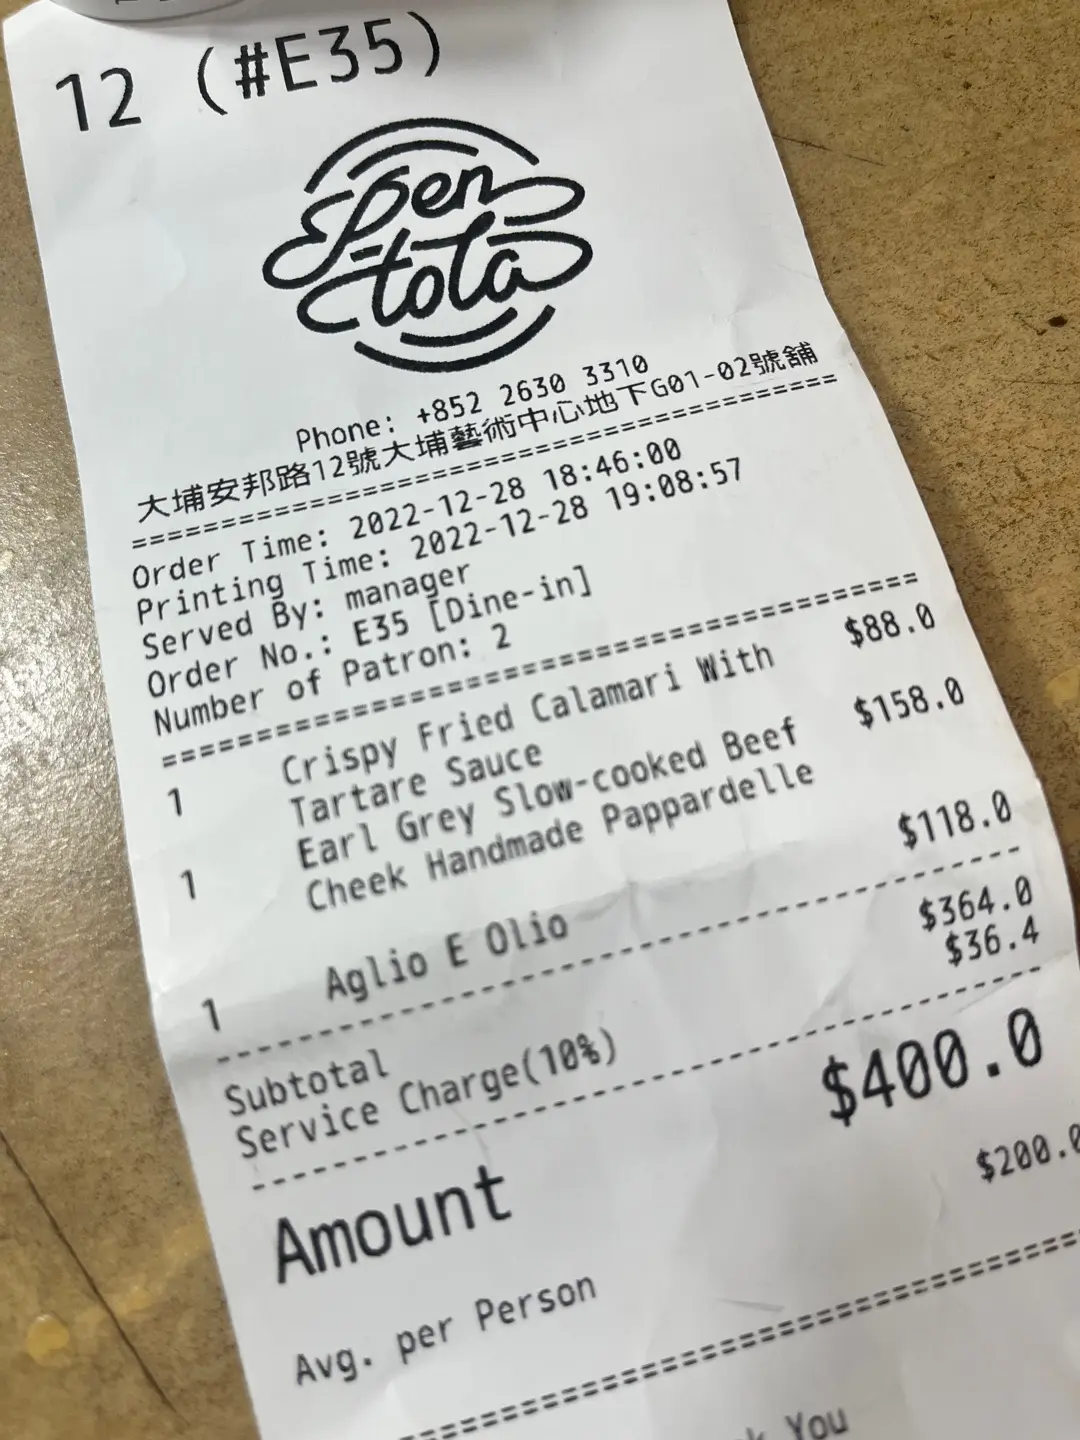 12 (#E35)
Pen
tola
Phone: +852 2630 3310
大埔安邦路12號大埔藝術中心地下G01-02號舖
==============================================
Order Time: 2022-12-28 18:46:00
Printing Time: 2022-12-28 19:08:57
Served By: manager
Order No.: E35 [Dine-in]
Number of Patron: 2
==============================================
1 Crispy Fried Calamari With $88.0
Tartare Sauce
1 Earl Grey Slow-cooked Beef $158.0
Cheek Handmade Pappardelle
1 Aglio E Olio $118.0
----------------------------------------------
Subtotal $364.0
Service Charge(10%) $36.4
----------------------------------------------
Amount $400.0
Avg. per Person $200.0
==============================================
You